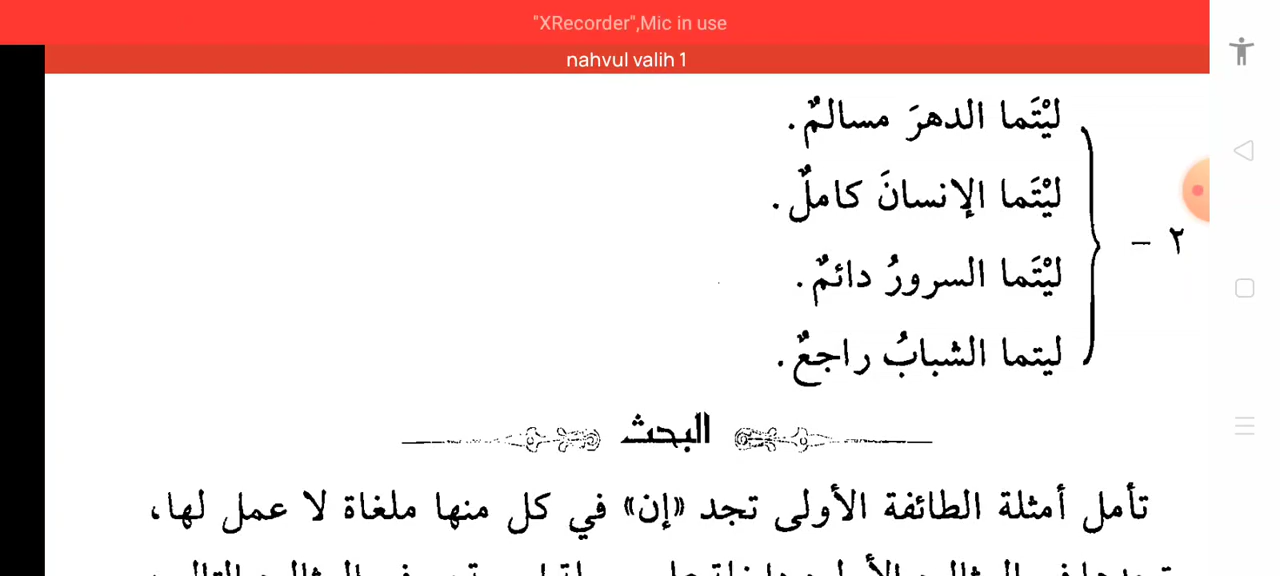 "XRecorder",Mic in use
nahvul valih 1
ليْتَما الدهرَ مسالمٌ.
ليْتَما الإنسانَ كاملٌ.
٢ –
ليْتَما السرورُ دائمٌ.
ليتما الشبابُ راجعٌ.
البحث
تأمل أمثلة الطائفة الأولى تجد «إن» في كل منها ملغاة لا عمل لها،